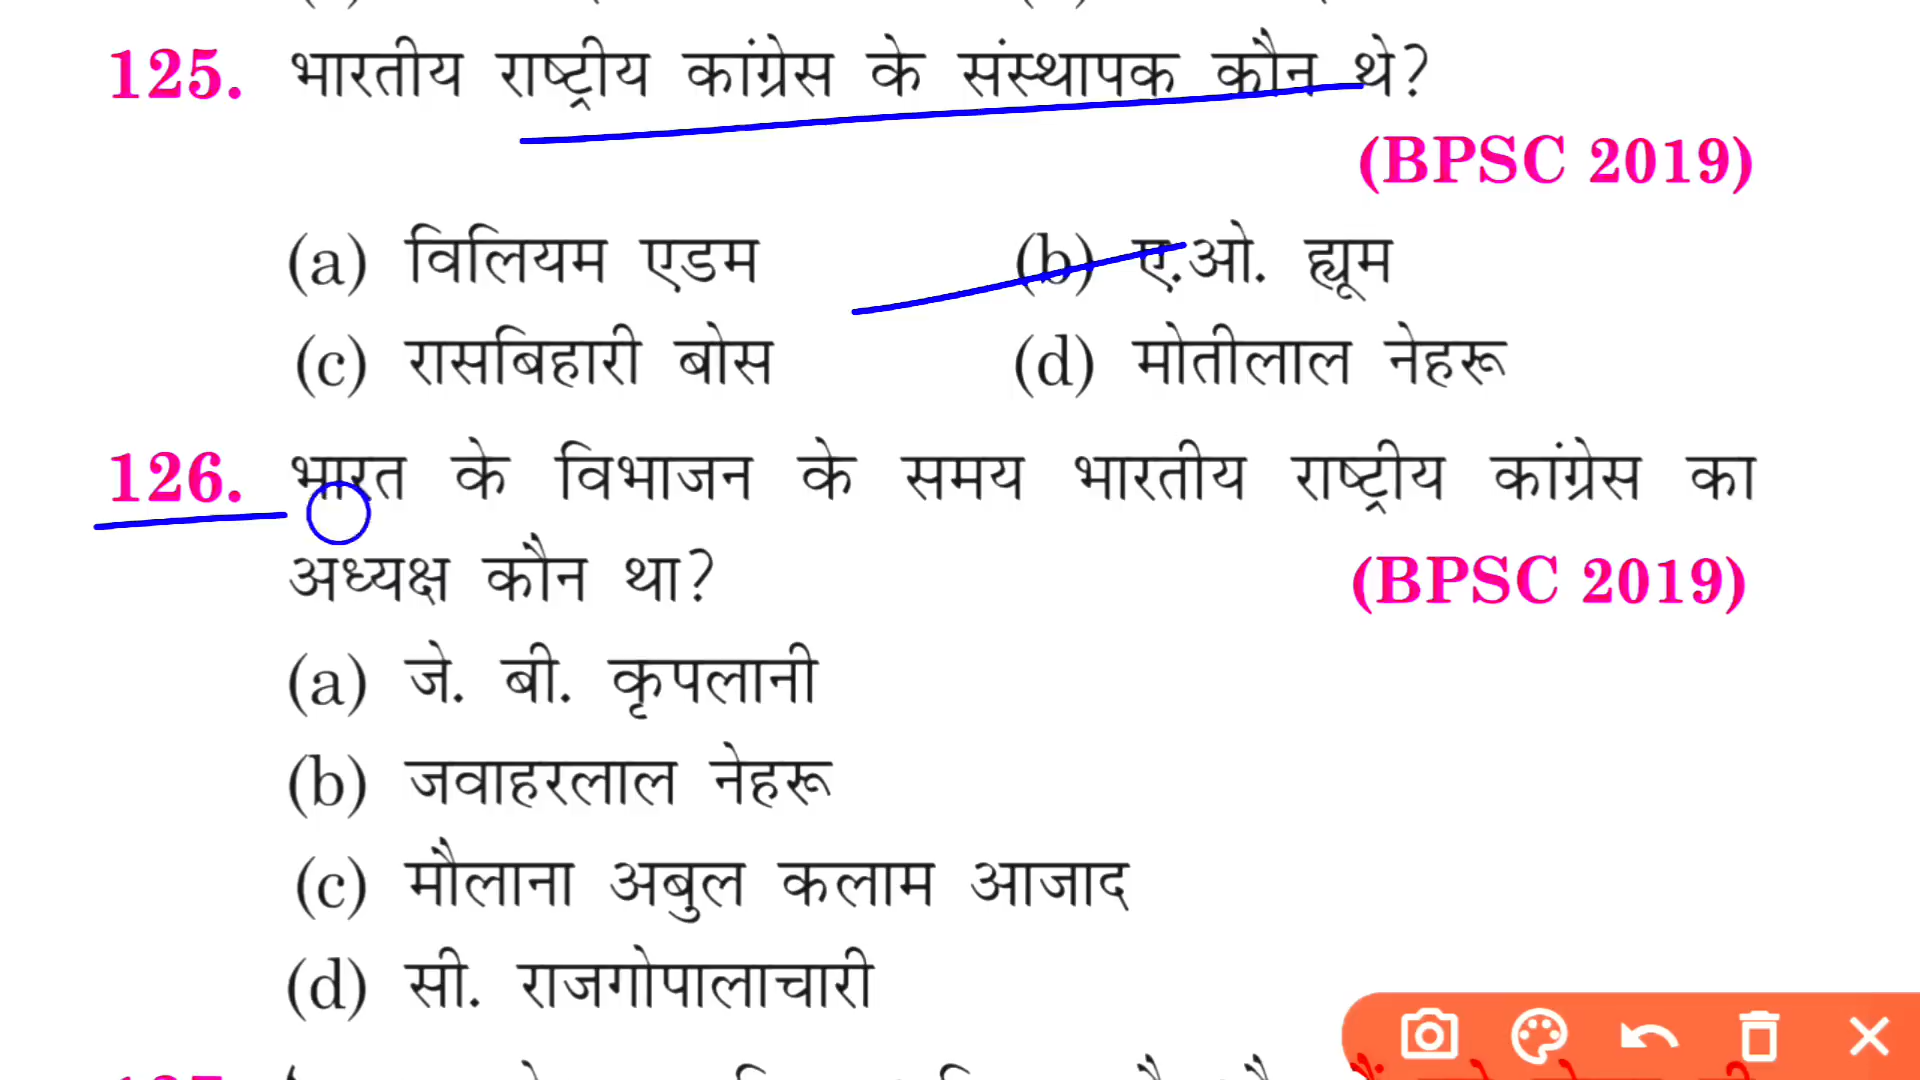 125. भारतीय राष्ट्रीय कांग्रेस के संस्थापक कौन थे?
(BPSC 2019)
(a) विलियम एडम (b) ए.ओ. ह्यूम
(c) रासबिहारी बोस (d) मोतीलाल नेहरू
126. भारत के विभाजन के समय भारतीय राष्ट्रीय कांग्रेस का
अध्यक्ष कौन था? (BPSC 2019)
(a) जे. बी. कृपलानी
(b) जवाहरलाल नेहरू
(c) मौलाना अबुल कलाम आजाद
(d) सी. राजगोपालाचारी